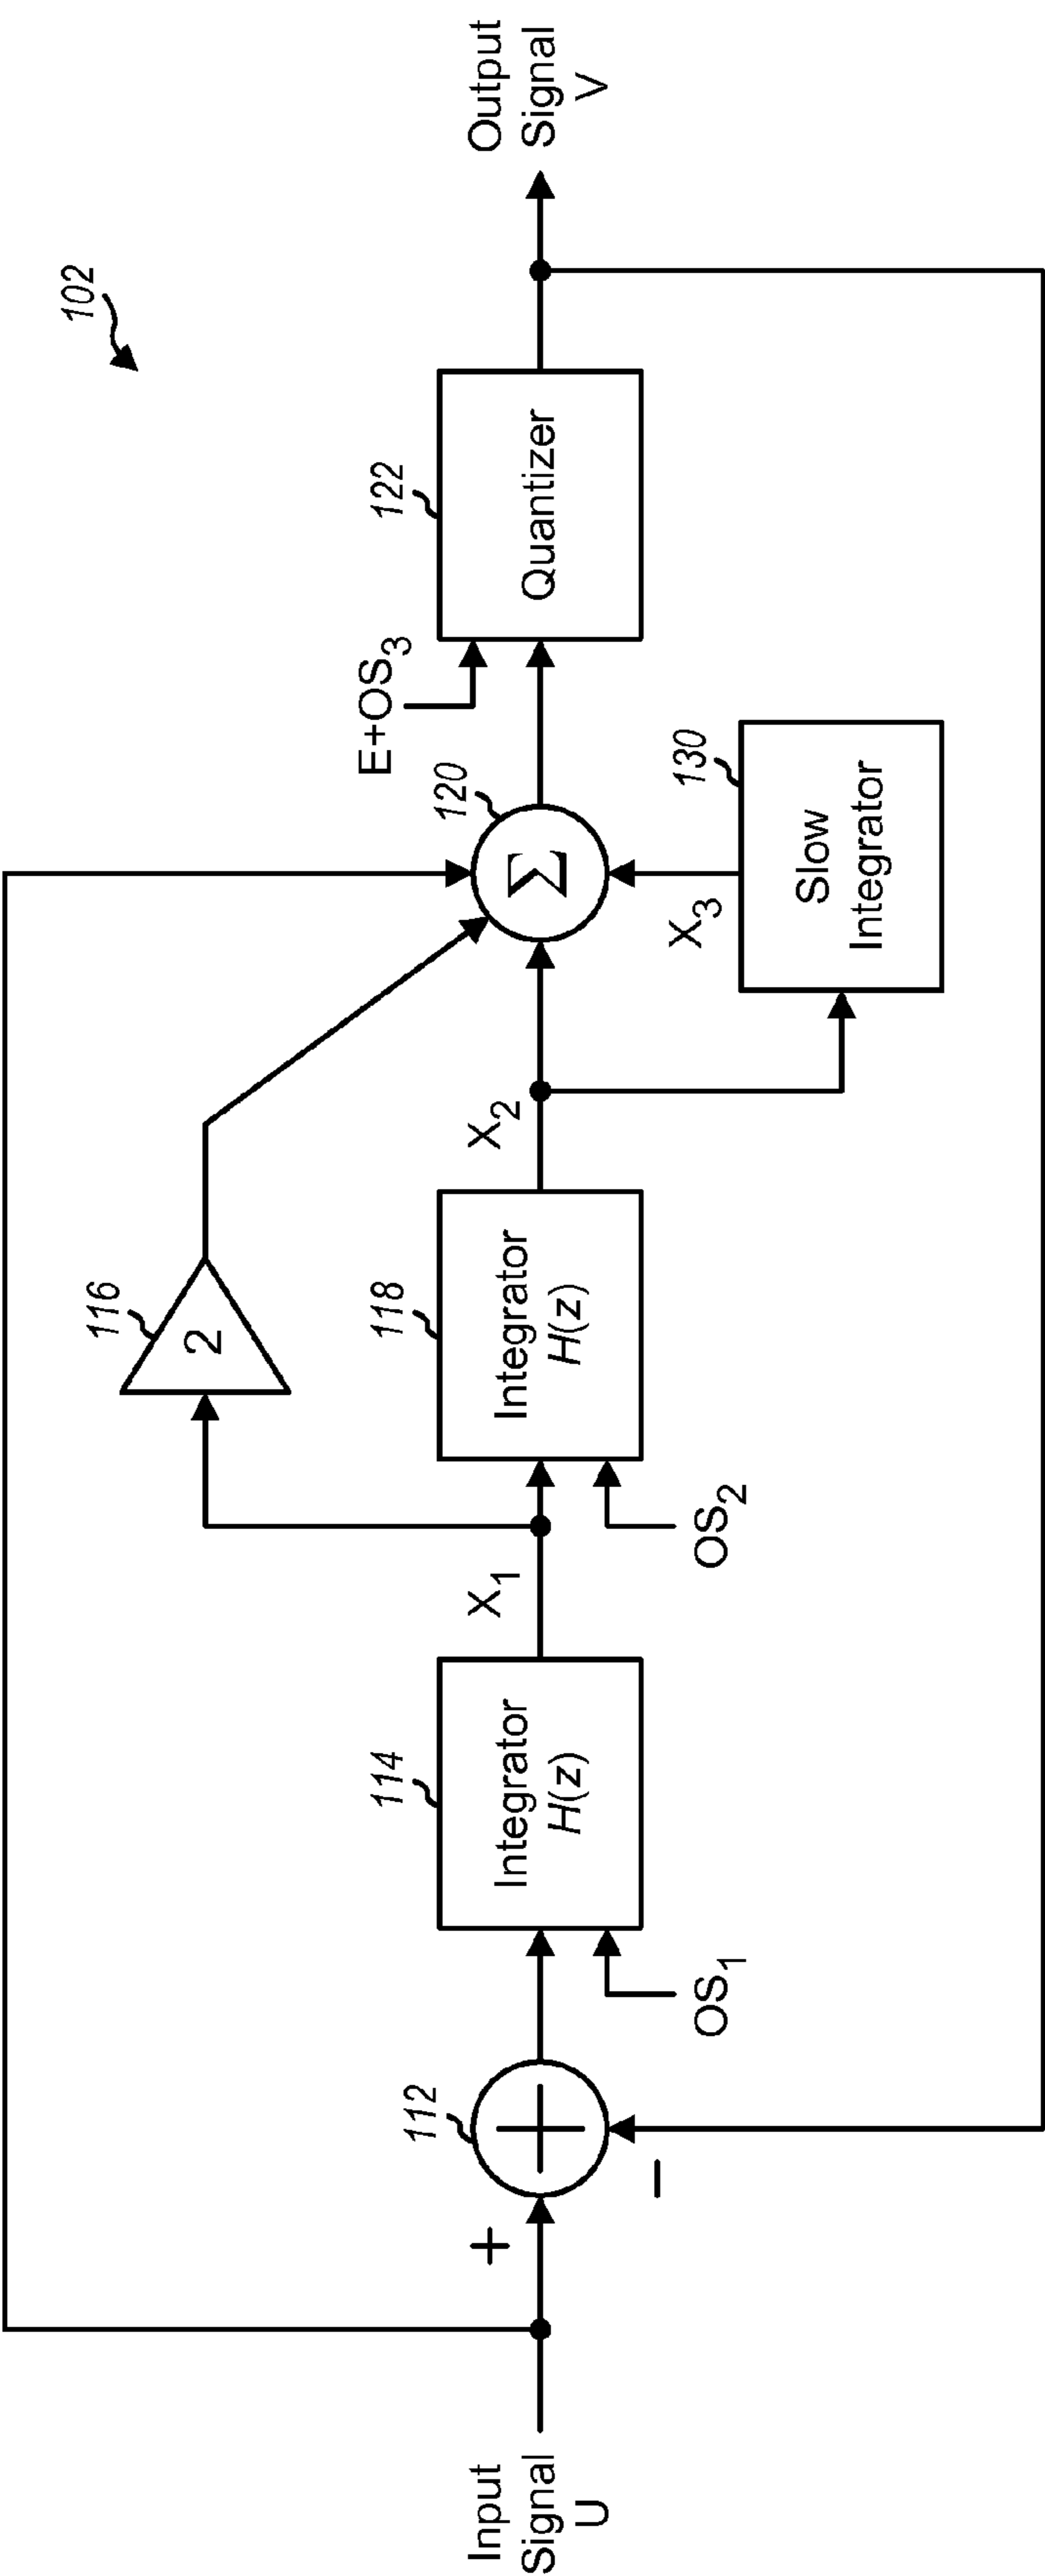 102
Input
Signal
U
+
−
112
+
OS1
114
Integrator
H(z)
X1
OS2
116
2
118
Integrator
H(z)
X2
120
Σ
X3
130
Slow
Integrator
E+OS3
122
Quantizer
Output
Signal
V